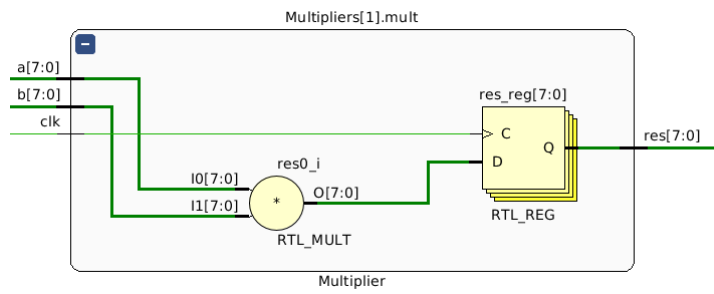 Multipliers[1].mult
a[7:0]
b[7:0]
clk
res_reg[7:0]
C
D
Q
res[7:0]
RTL_REG
res0_i
I0[7:0]
I1[7:0]
*
O[7:0]
RTL_MULT
Multiplier